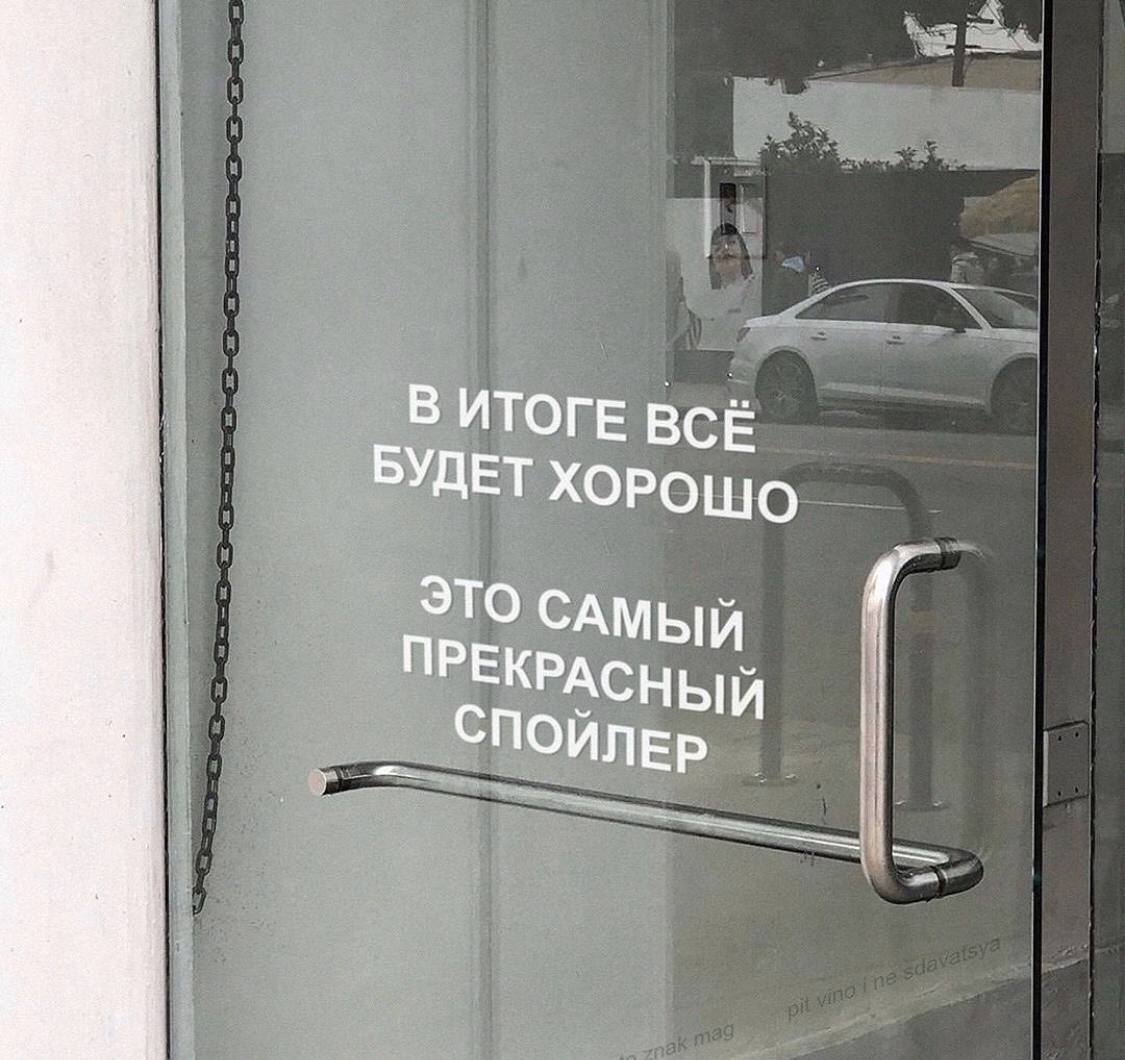 В ИТОГЕ ВСЁ
БУДЕТ ХОРОШО
ЭТО САМЫЙ
ПРЕКРАСНЫЙ
СПОЙЛЕР
pit vino i ne sdavatsya
znak mag